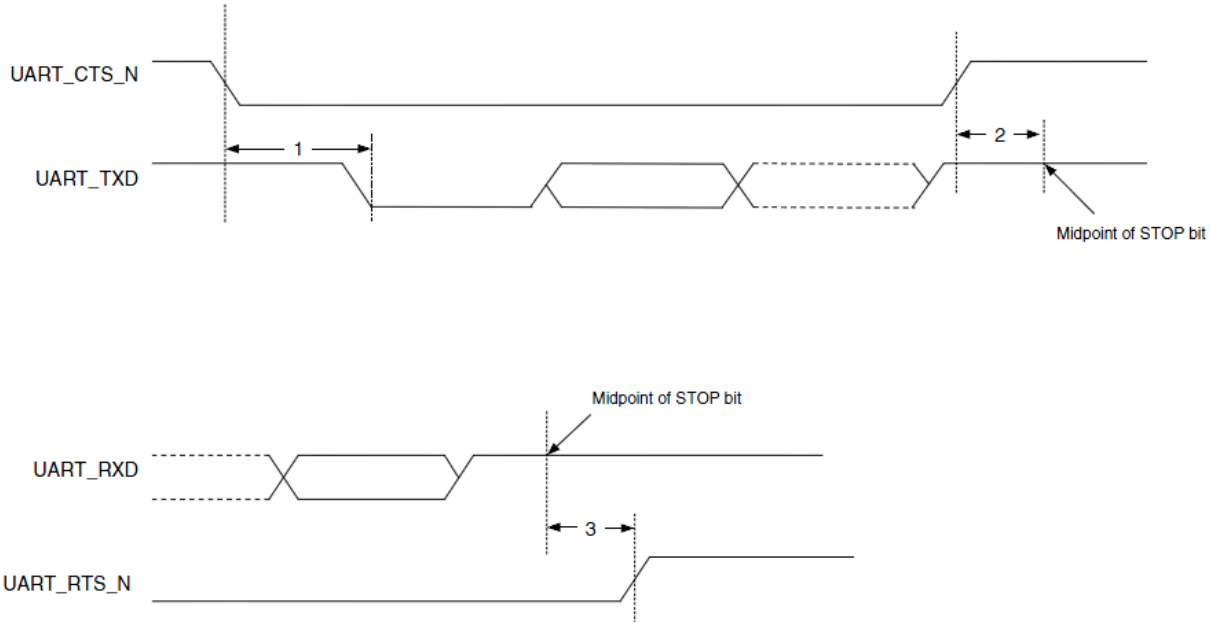 UART_CTS_N
1
2
UART_TXD
Midpoint of STOP bit
Midpoint of STOP bit
UART_RXD
3
UART_RTS_N